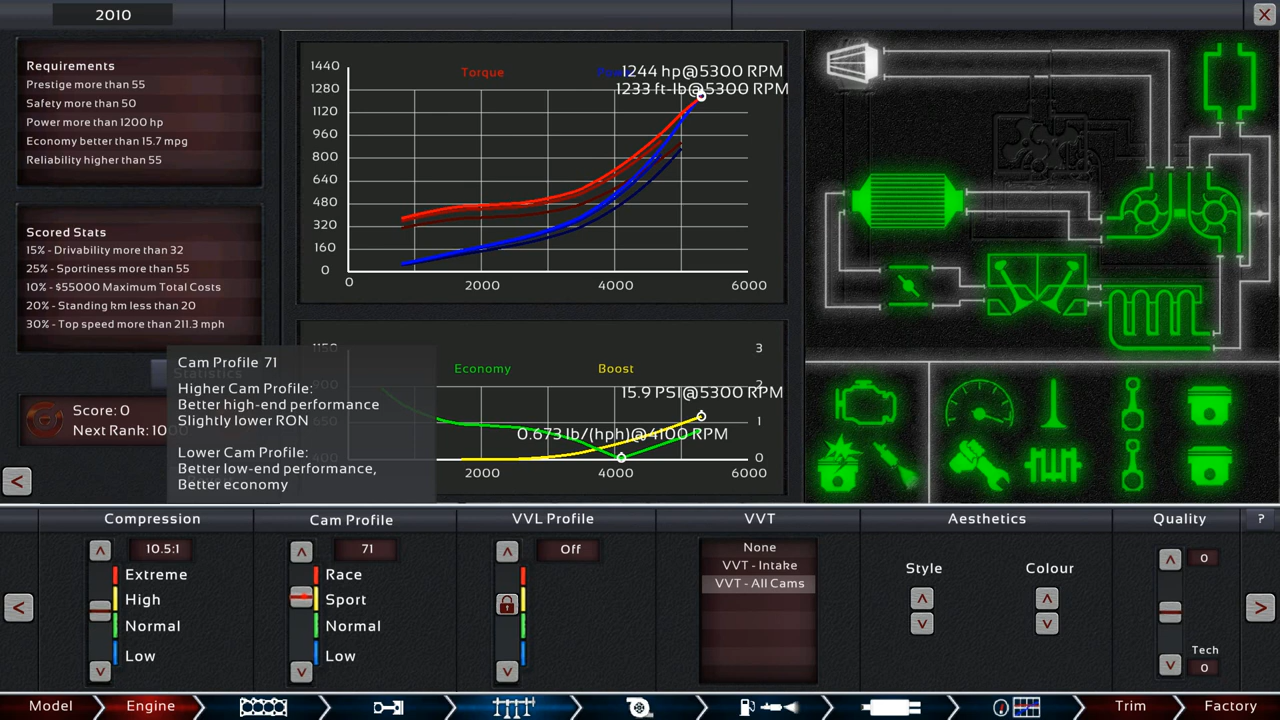 2010
Requirements
Prestige more than 55
Safety more than 50
Power more than 1200 hp
Economy better than 15.7 mpg
Reliability higher than 55
Scored Stats
15% - Drivability more than 32
25% - Sportiness more than 55
10% - $55000 Maximum Total Costs
20% - Standing km less than 20
30% - Top speed more than 211.3 mph
Statistics
Score: 0
Next Rank: 1000
Cam Profile 71
Higher Cam Profile:
Better high-end performance
Slightly lower RON
Lower Cam Profile:
Better low-end performance,
Better economy
Torque
1244 hp@5300 RPM
1233 ft-lb@5300 RPM
1440
1280
1120
960
800
640
480
320
160
0
0 2000 4000 6000
Economy
Boost
15.9 PSI@5300 RPM
0.673 lb/(hph)@4100 RPM
1150
900
650
400
3
2
1
0
2000 4000 6000
Compression
10.5:1
Extreme
High
Normal
Low
Cam Profile
71
Race
Sport
Normal
Low
VVL Profile
Off
VVT
None
VVT - Intake
VVT - All Cams
Aesthetics
Style
Colour
Quality
0
Tech
0
?
Model
Engine
Trim
Factory